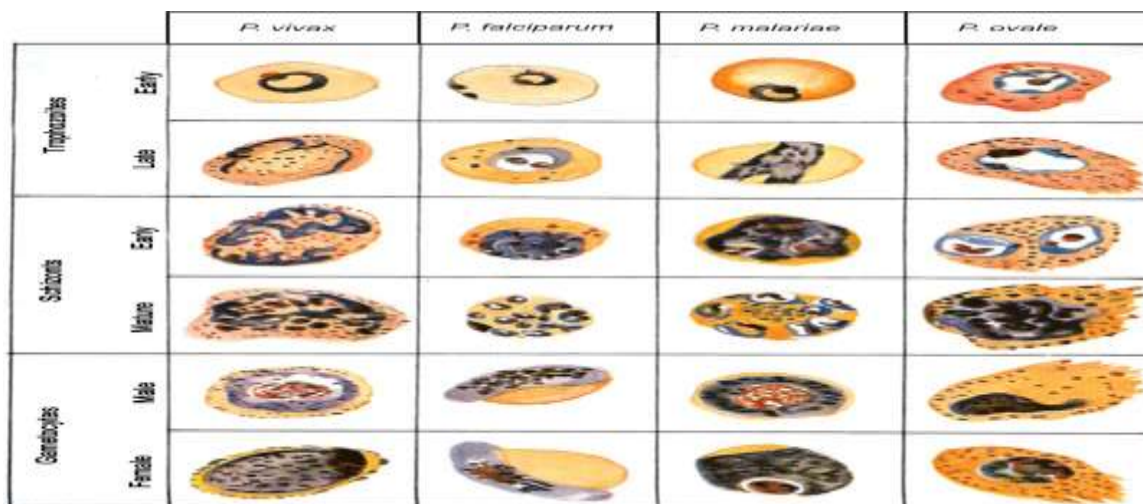 P. vivax P. falciparum P. malariae P. ovale
Trophozoites
Early
Late
Schizonts
Early
Mature
Gametocytes
Male
Female